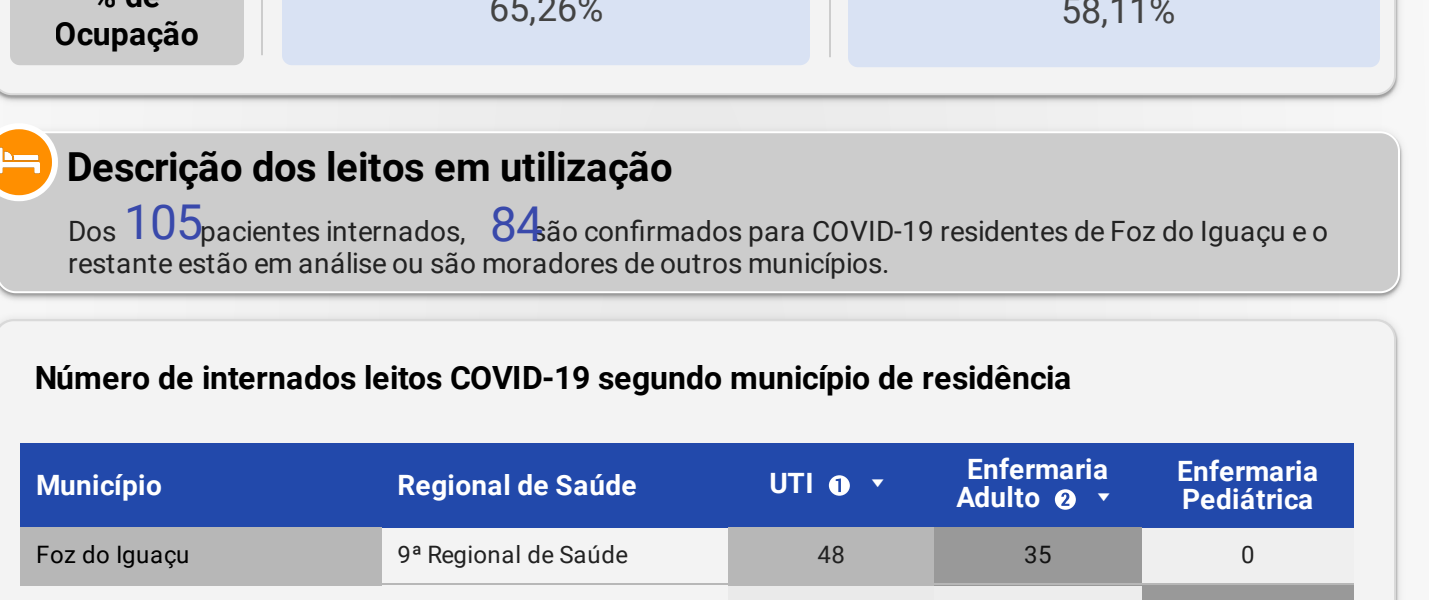 % de
Ocupação
65,26%
58,11%
Descrição dos leitos em utilização
Dos 105 pacientes internados, 84 são confirmados para COVID-19 residentes de Foz do Iguaçu e o
restante estão em análise ou são moradores de outros municípios.
Número de internados leitos COVID-19 segundo município de residência
Município
Regional de Saúde
UTI 1
Enfermaria
Adulto 2
Enfermaria
Pediátrica
Foz do Iguaçu
9ª Regional de Saúde
48
35
0